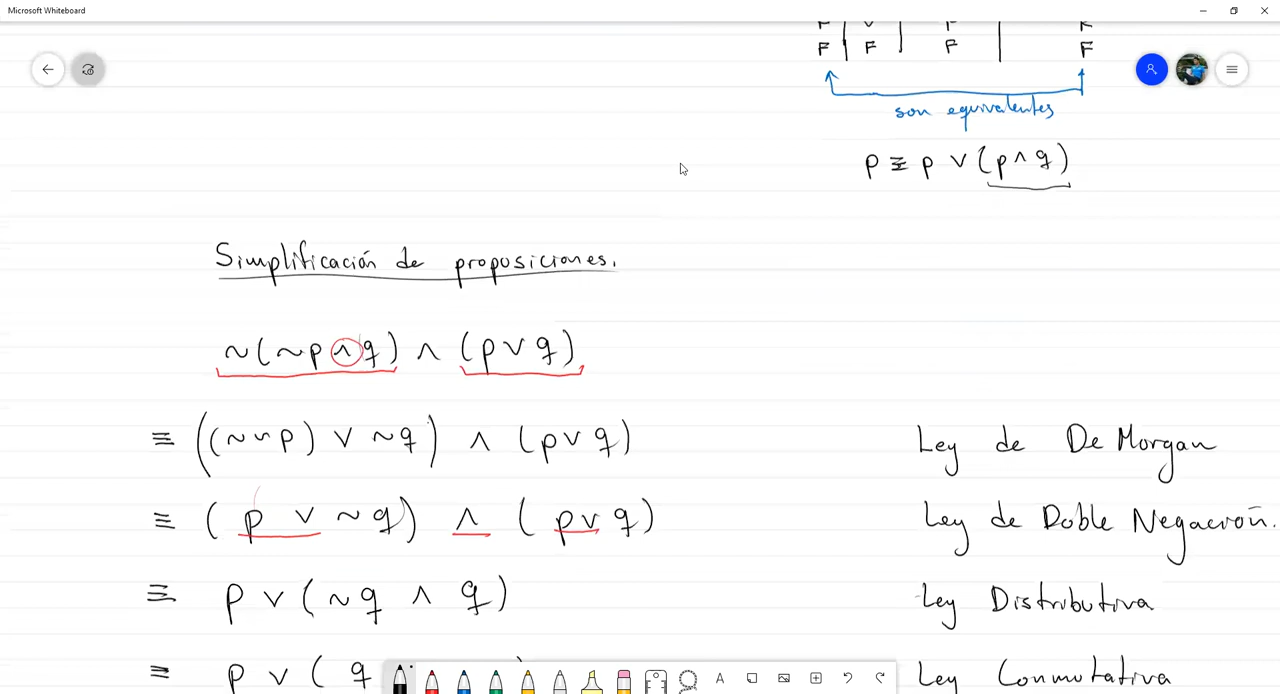 Microsoft Whiteboard
F F F F
son equivalentes
p ≡ p ∨ (p ∧ q)
Simplificación de proposiciones.
~(~p ∧ q) ∧ (p ∨ q)
≡ ((~~p) ∨ ~q) ∧ (p ∨ q) Ley de De Morgan
≡ (p ∨ ~q) ∧ (p ∨ q) Ley de Doble Negación.
≡ p ∨ (~q ∧ q) Ley Distributiva
≡ p ∨ (q Ley Conmutativa
A